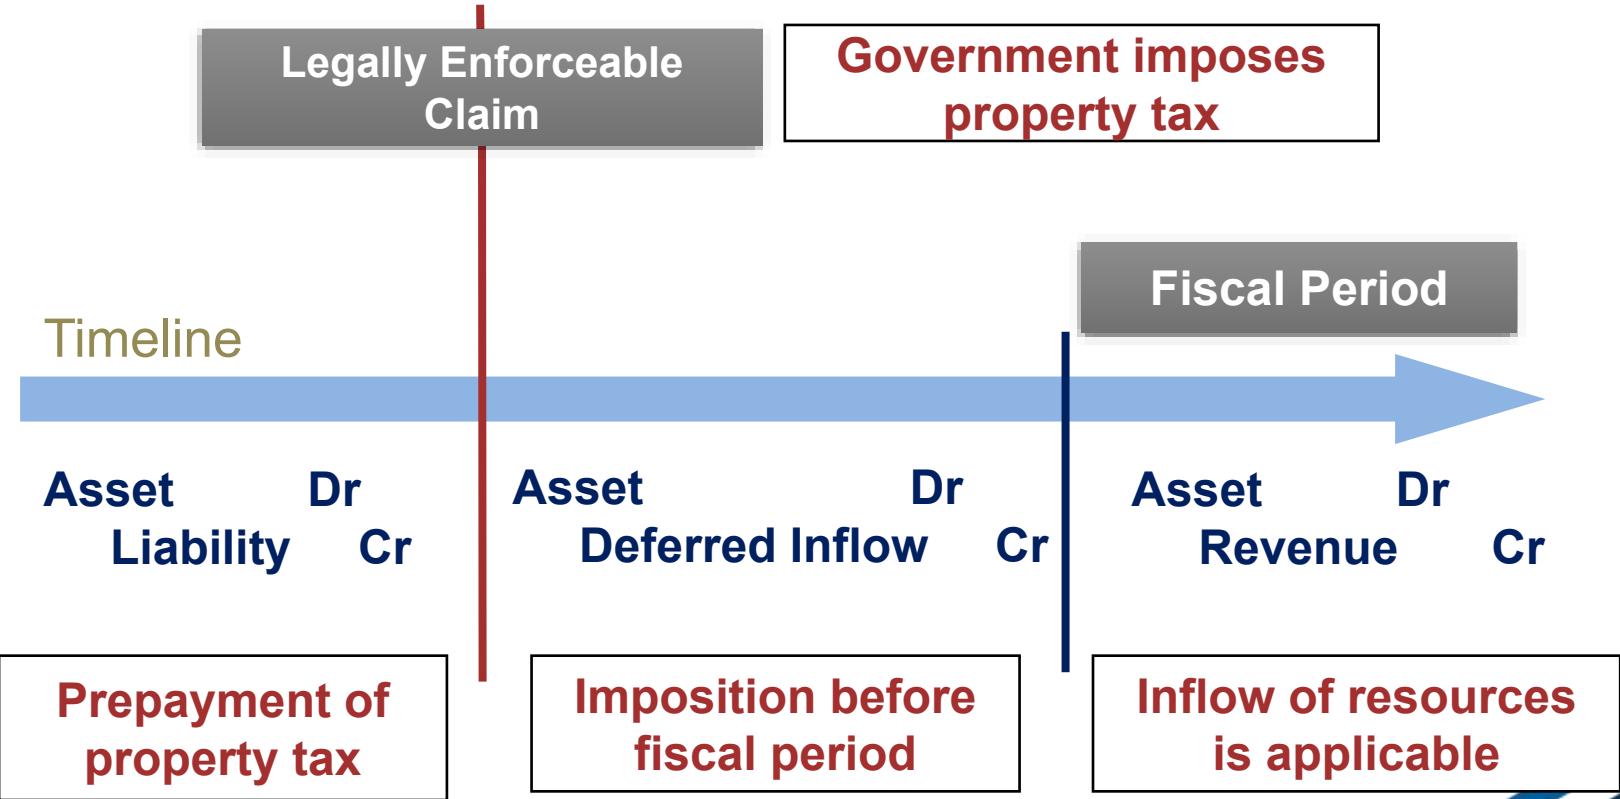 Legally Enforceable
Claim
Government imposes
property tax
Fiscal Period
Timeline
Asset Dr
Liability Cr
Asset Dr
Deferred Inflow Cr
Asset Dr
Revenue Cr
Prepayment of
property tax
Imposition before
fiscal period
Inflow of resources
is applicable